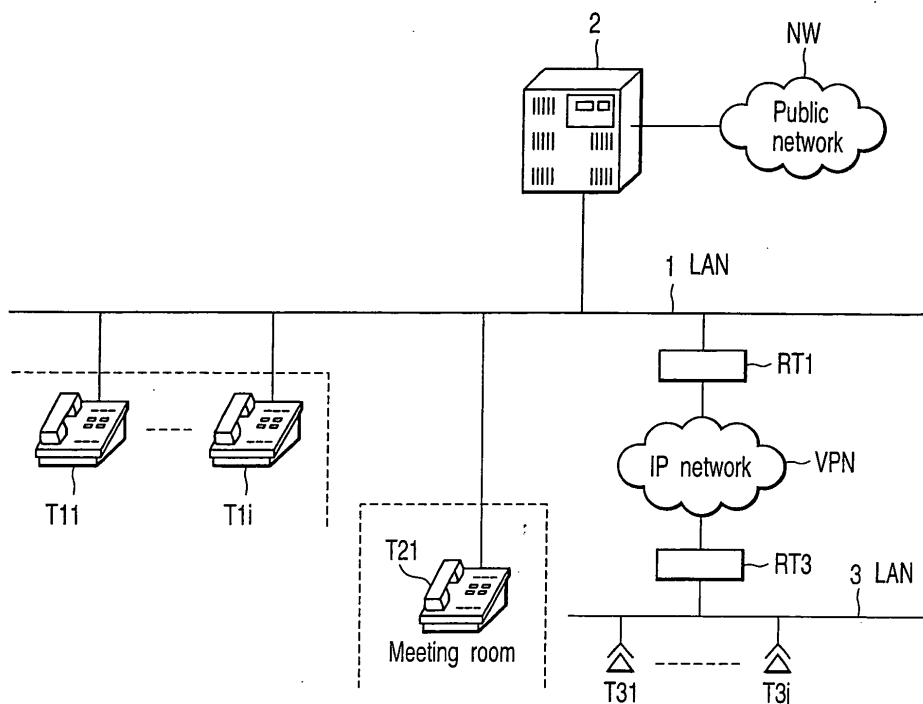 2
NW
Public
network
1 LAN
RT1
IP network
VPN
T11
T1i
T21
RT3
3 LAN
Meeting room
T31
T3j